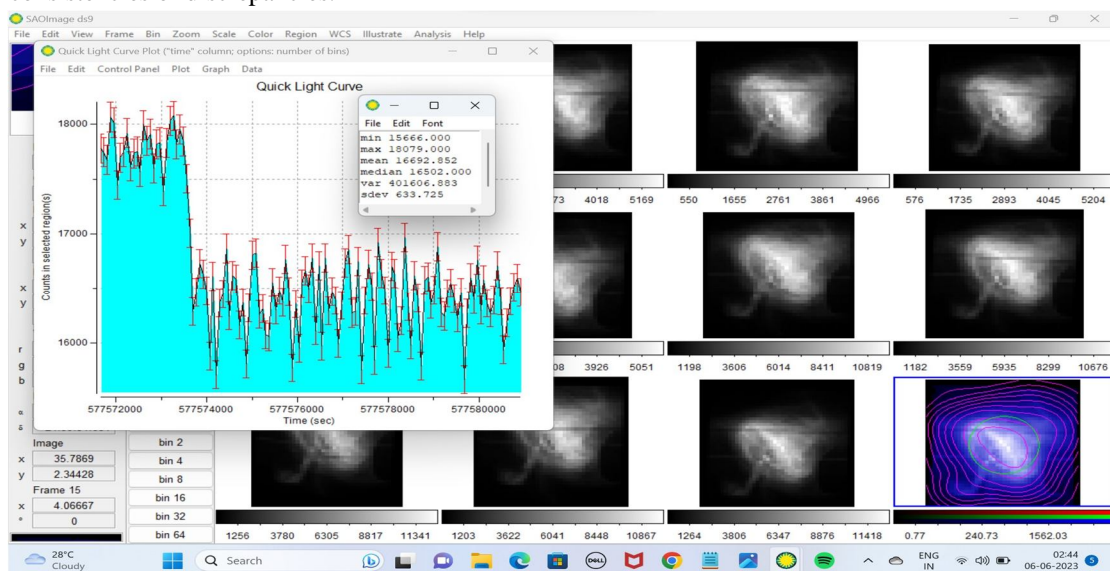 SAOImage ds9
File Edit View Frame Bin Zoom Scale Color Region WCS Illustrate Analysis Help
Quick Light Curve Plot ("time" column; options: number of bins)
File Edit Control Panel Plot Graph Data
Quick Light Curve
File Edit Font
min 15666.000
max 18079.000
mean 16692.852
median 16502.000
var 401606.883
sdev 633.725
18000
17000
16000
Counts in selected region(s)
577572000 577574000 577576000 577578000 577580000
Time (sec)
73 4018 5169 550 1655 2761 3861 4966 576 1735 2893 4045 5204
3926 5051 1198 3606 6014 8411 10819 1182 3559 5935 8299 10676
x
y
x
y
r
g
b
Image
x 35.7869
y 2.34428
Frame 15
x 4.06667
° 0
bin 2
bin 4
bin 8
bin 16
bin 32
bin 64
1256 3780 6305 8817 11341 1203 3622 6041 8448 10867 1264 3806 6347 8876 11418 0.77 240.73 1562.03
28°C
Cloudy
Search
DELL
ENG
IN
02:44
06-06-2023
5